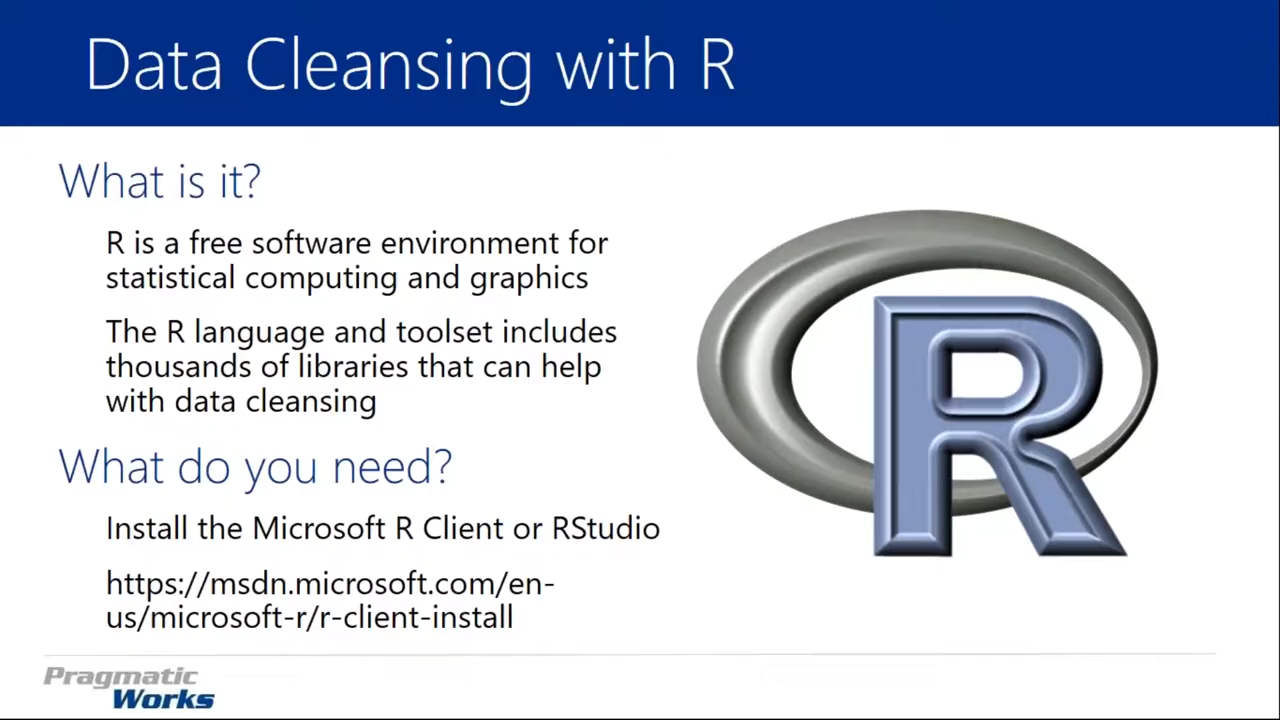 Data Cleansing with R
What is it?
R is a free software environment for
statistical computing and graphics
The R language and toolset includes
thousands of libraries that can help
with data cleansing
What do you need?
Install the Microsoft R Client or RStudio
https://msdn.microsoft.com/en-
us/microsoft-r/r-client-install
R
Pragmatic
Works